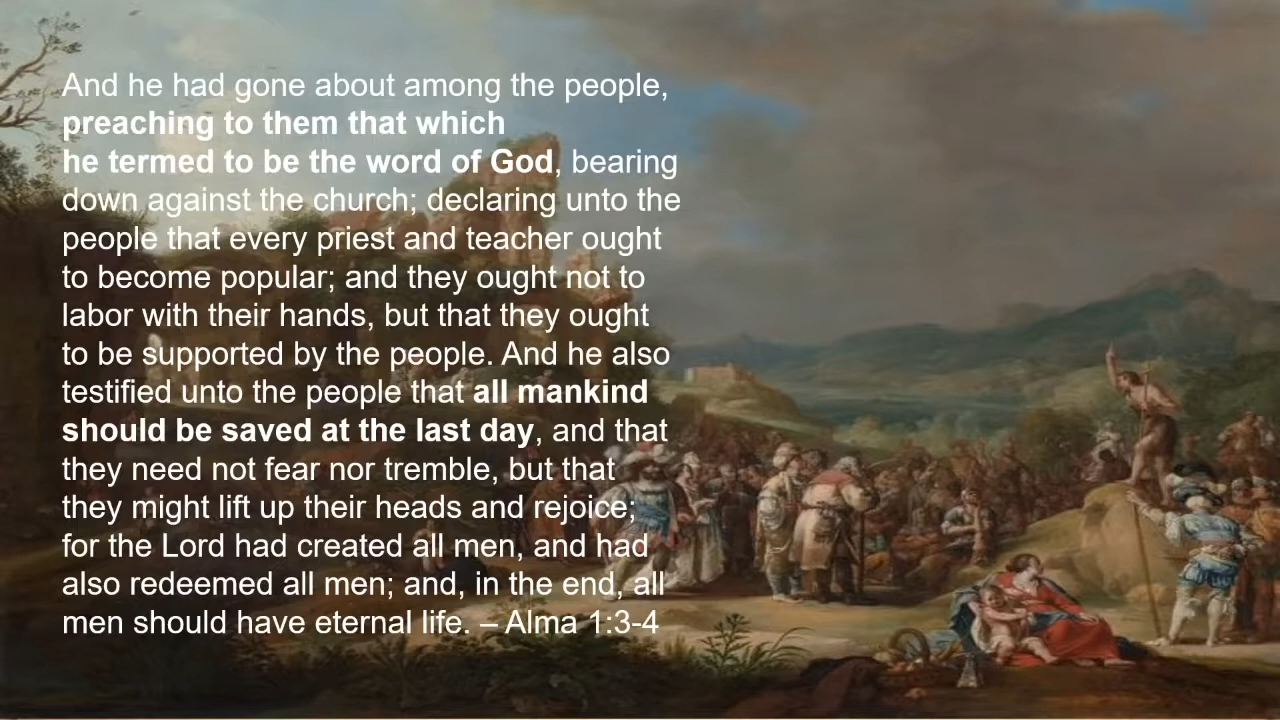 And he had gone about among the people,
preaching to them that which
he termed to be the word of God, bearing
down against the church; declaring unto the
people that every priest and teacher ought
to become popular; and they ought not to
labor with their hands, but that they ought
to be supported by the people. And he also
testified unto the people that all mankind
should be saved at the last day, and that
they need not fear nor tremble, but that
they might lift up their heads and rejoice;
for the Lord had created all men, and had
also redeemed all men; and, in the end, all
men should have eternal life. – Alma 1:3-4